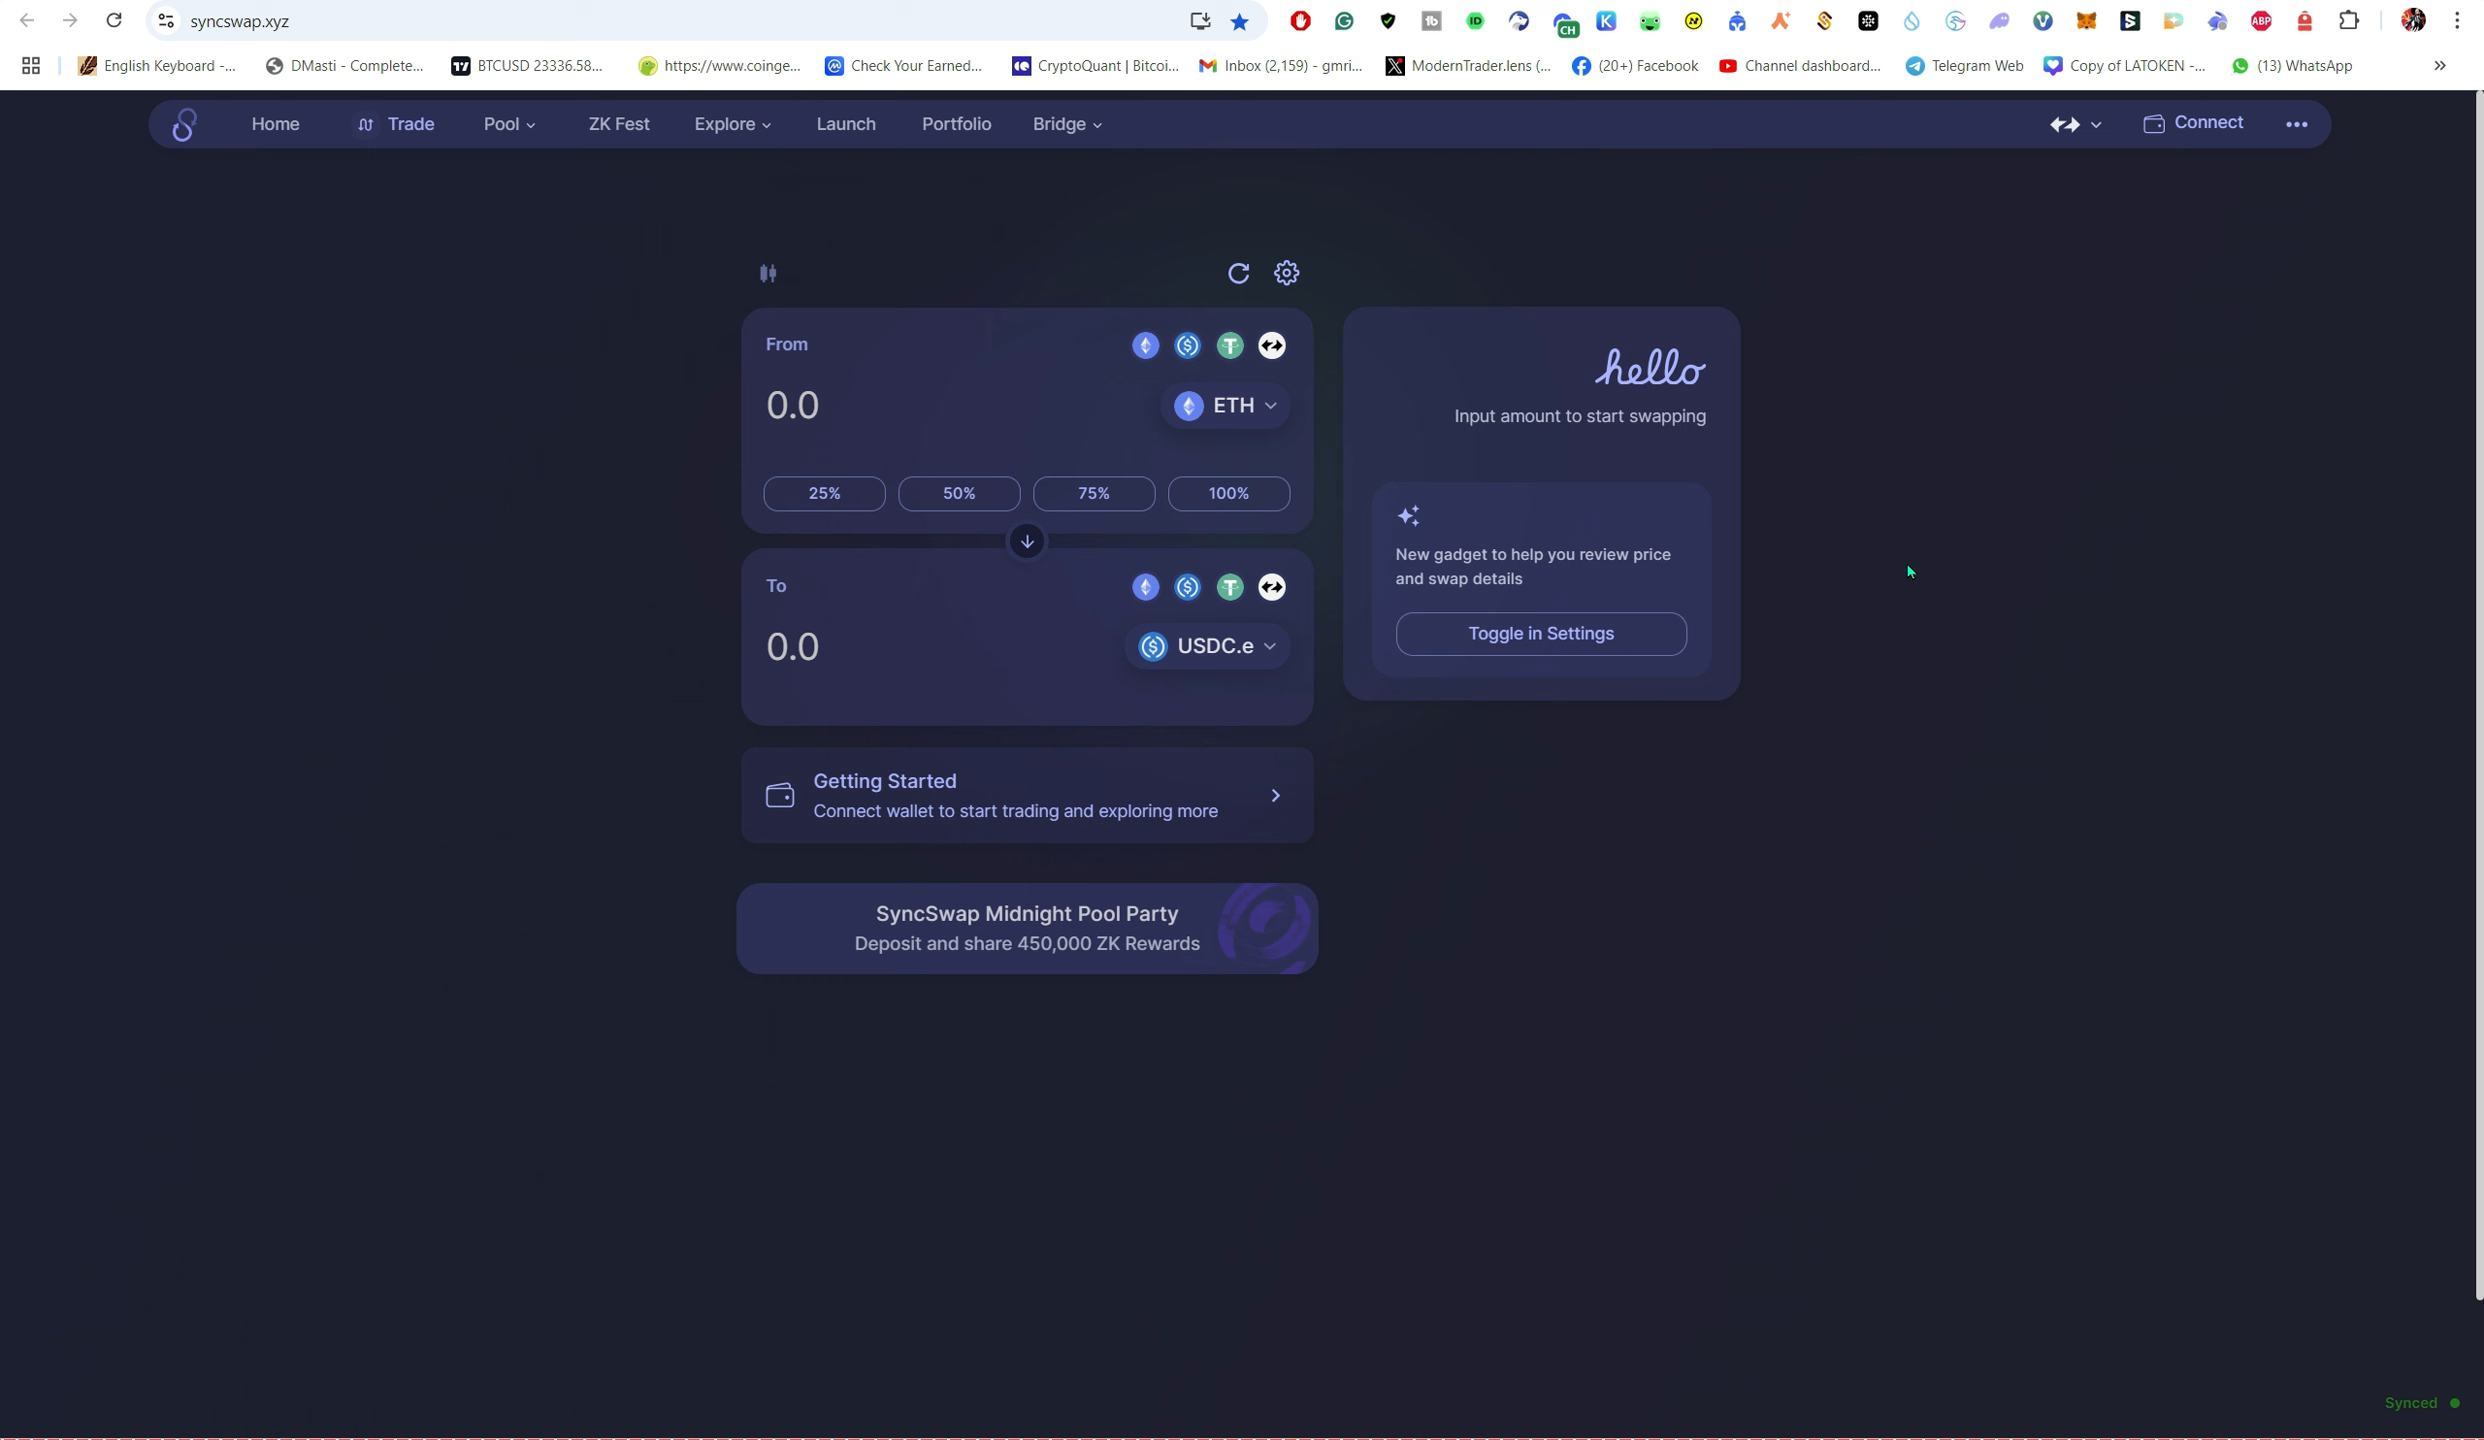 syncswap.xyz
English Keyboard -...
DMasti - Complete...
BTCUSD 23336.58...
https://www.coinge...
Check Your Earned...
CryptoQuant | Bitcoi...
Inbox (2,159) - gmri...
ModernTrader.lens (...
(20+) Facebook
Channel dashboard...
Telegram Web
Copy of LATOKEN -...
(13) WhatsApp
Home
Trade
Pool
ZK Fest
Explore
Launch
Portfolio
Bridge
Connect
From
0.0
ETH
25%
50%
75%
100%
To
0.0
USDC.e
hello
Input amount to start swapping
New gadget to help you review price
and swap details
Toggle in Settings
Getting Started
Connect wallet to start trading and exploring more
SyncSwap Midnight Pool Party
Deposit and share 450,000 ZK Rewards
Synced